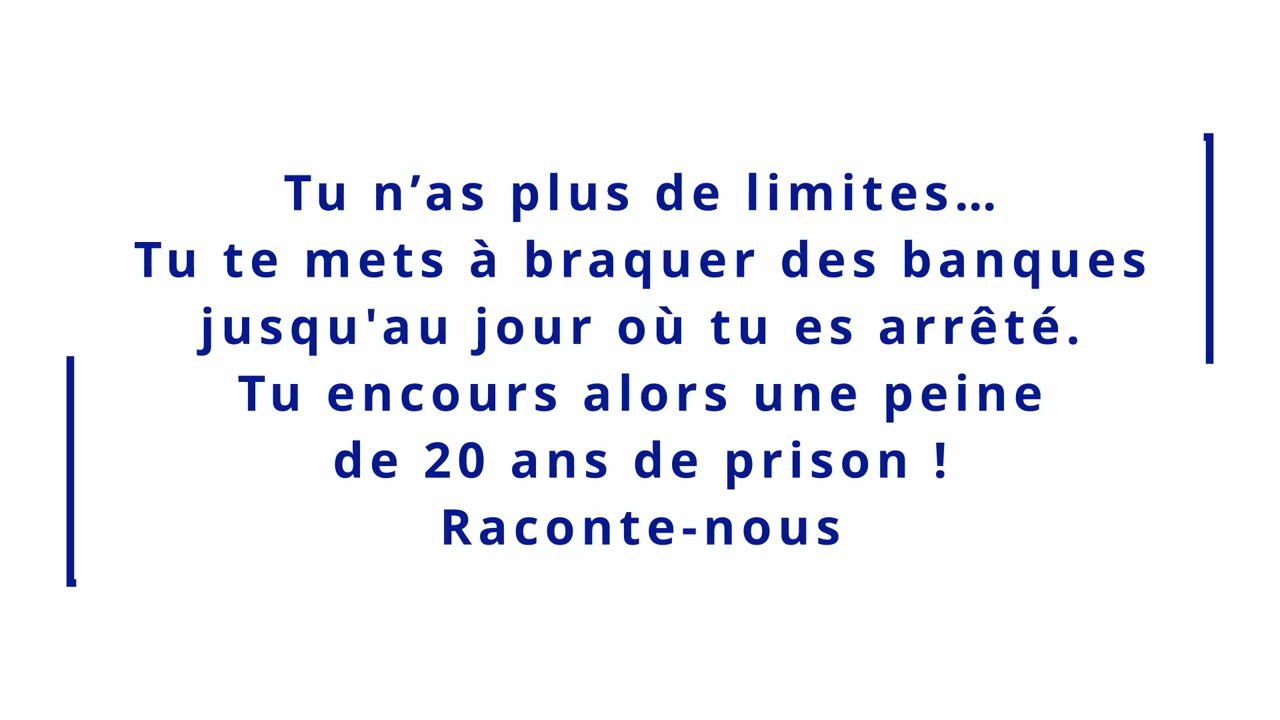 Tu n’as plus de limites…
Tu te mets à braquer des banques
jusqu'au jour où tu es arrêté.
Tu encours alors une peine
de 20 ans de prison !
Raconte-nous